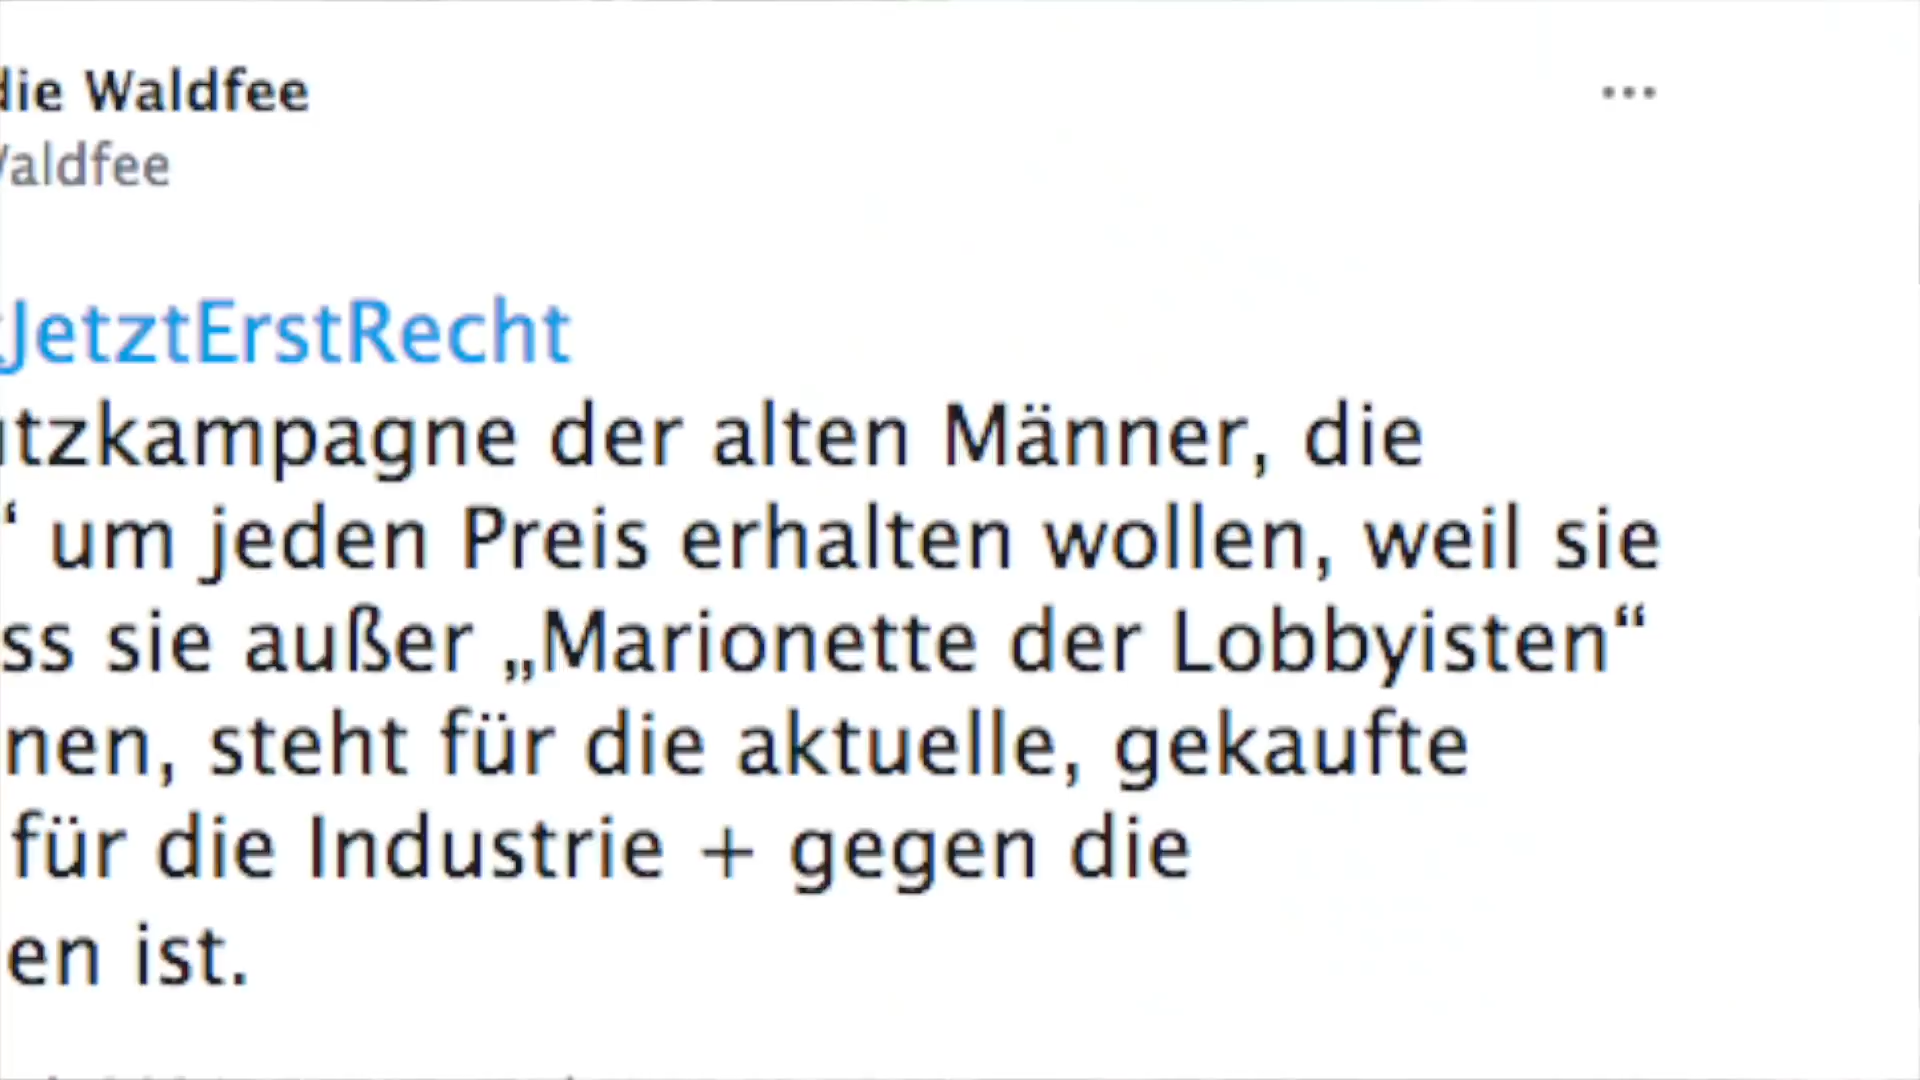 die Waldfee
Waldfee
JetztErstRecht
tzkampagne der alten Männer, die
‘ um jeden Preis erhalten wollen, weil sie
ss sie außer „Marionette der Lobbyisten“
nen, steht für die aktuelle, gekaufte
für die Industrie + gegen die
en ist.